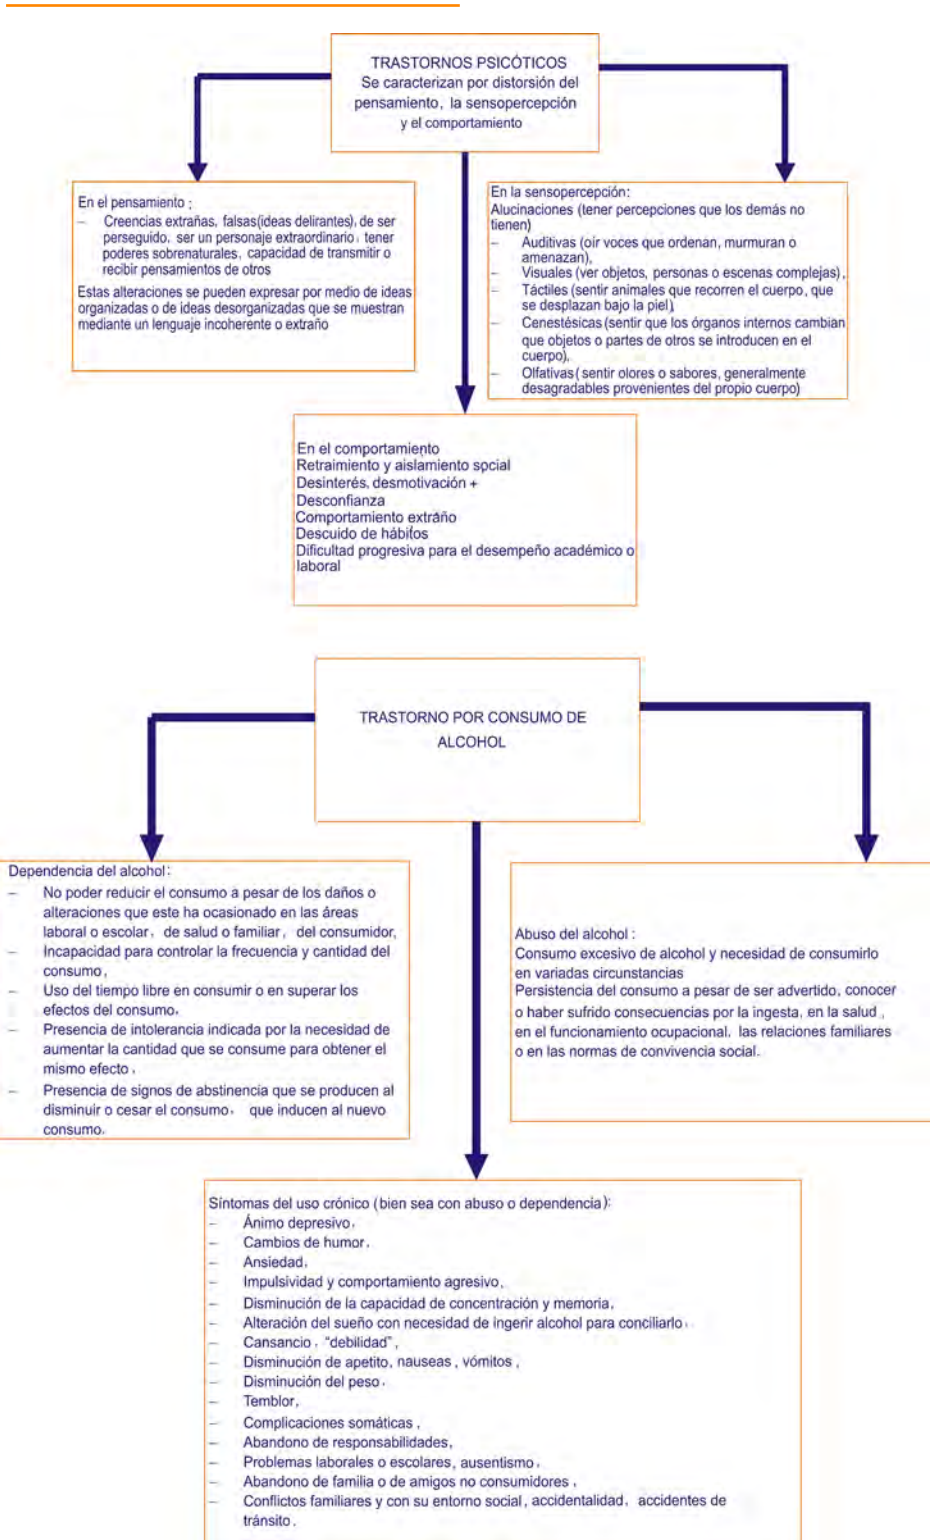 TRASTORNOS PSICÓTICOS
Se caracterizan por distorsión del
pensamiento, la sensopercepción
y el comportamiento
En el pensamiento :
– Creencias extrañas, falsas(ideas delirantes), de ser
perseguido, ser un personaje extraordinario, tener
poderes sobrenaturales, capacidad de transmitir o
recibir pensamientos de otros
Estas alteraciones se pueden expresar por medio de ideas
organizadas o de ideas desorganizadas que se muestran
mediante un lenguaje incoherente o extraño
En la sensopercepción:
Alucinaciones (tener percepciones que los demás no
tienen)
– Auditivas (oír voces que ordenan, murmuran o
amenazan),
– Visuales (ver objetos, personas o escenas complejas),
– Táctiles (sentir animales que recorren el cuerpo, que
se desplazan bajo la piel),
– Cenestésicas (sentir que los órganos internos cambian
que objetos o partes de otros se introducen en el
cuerpo),
– Olfativas (sentir olores o sabores, generalmente
desagradables provenientes del propio cuerpo)
En el comportamiento
Retraimiento y aislamiento social
Desinterés, desmotivación +
Desconfianza
Comportamiento extraño
Descuido de hábitos
Dificultad progresiva para el desempeño académico o
laboral
TRASTORNO POR CONSUMO DE
ALCOHOL
Dependencia del alcohol:
– No poder reducir el consumo a pesar de los daños o
alteraciones que este ha ocasionado en las áreas
laboral o escolar, de salud o familiar, del consumidor,
– Incapacidad para controlar la frecuencia y cantidad del
consumo,
– Uso del tiempo libre en consumir o en superar los
efectos del consumo,
– Presencia de intolerancia indicada por la necesidad de
aumentar la cantidad que se consume para obtener el
mismo efecto,
– Presencia de signos de abstinencia que se producen al
disminuir o cesar el consumo, que inducen al nuevo
consumo.
Abuso del alcohol :
Consumo excesivo de alcohol y necesidad de consumirlo
en variadas circunstancias
Persistencia del consumo a pesar de ser advertido, conocer
o haber sufrido consecuencias por la ingesta, en la salud,
en el funcionamiento ocupacional, las relaciones familiares
o en las normas de convivencia social.
Síntomas del uso crónico (bien sea con abuso o dependencia):
– Ánimo depresivo,
– Cambios de humor,
– Ansiedad,
– Impulsividad y comportamiento agresivo,
– Disminución de la capacidad de concentración y memoria,
– Alteración del sueño con necesidad de ingerir alcohol para conciliarlo,
– Cansancio, "debilidad",
– Disminución de apetito, nauseas, vómitos,
– Disminución del peso,
– Temblor,
– Complicaciones somáticas,
– Abandono de responsabilidades,
– Problemas laborales o escolares, ausentismo,
– Abandono de familia o de amigos no consumidores,
– Conflictos familiares y con su entorno social, accidentalidad, accidentes de
tránsito.